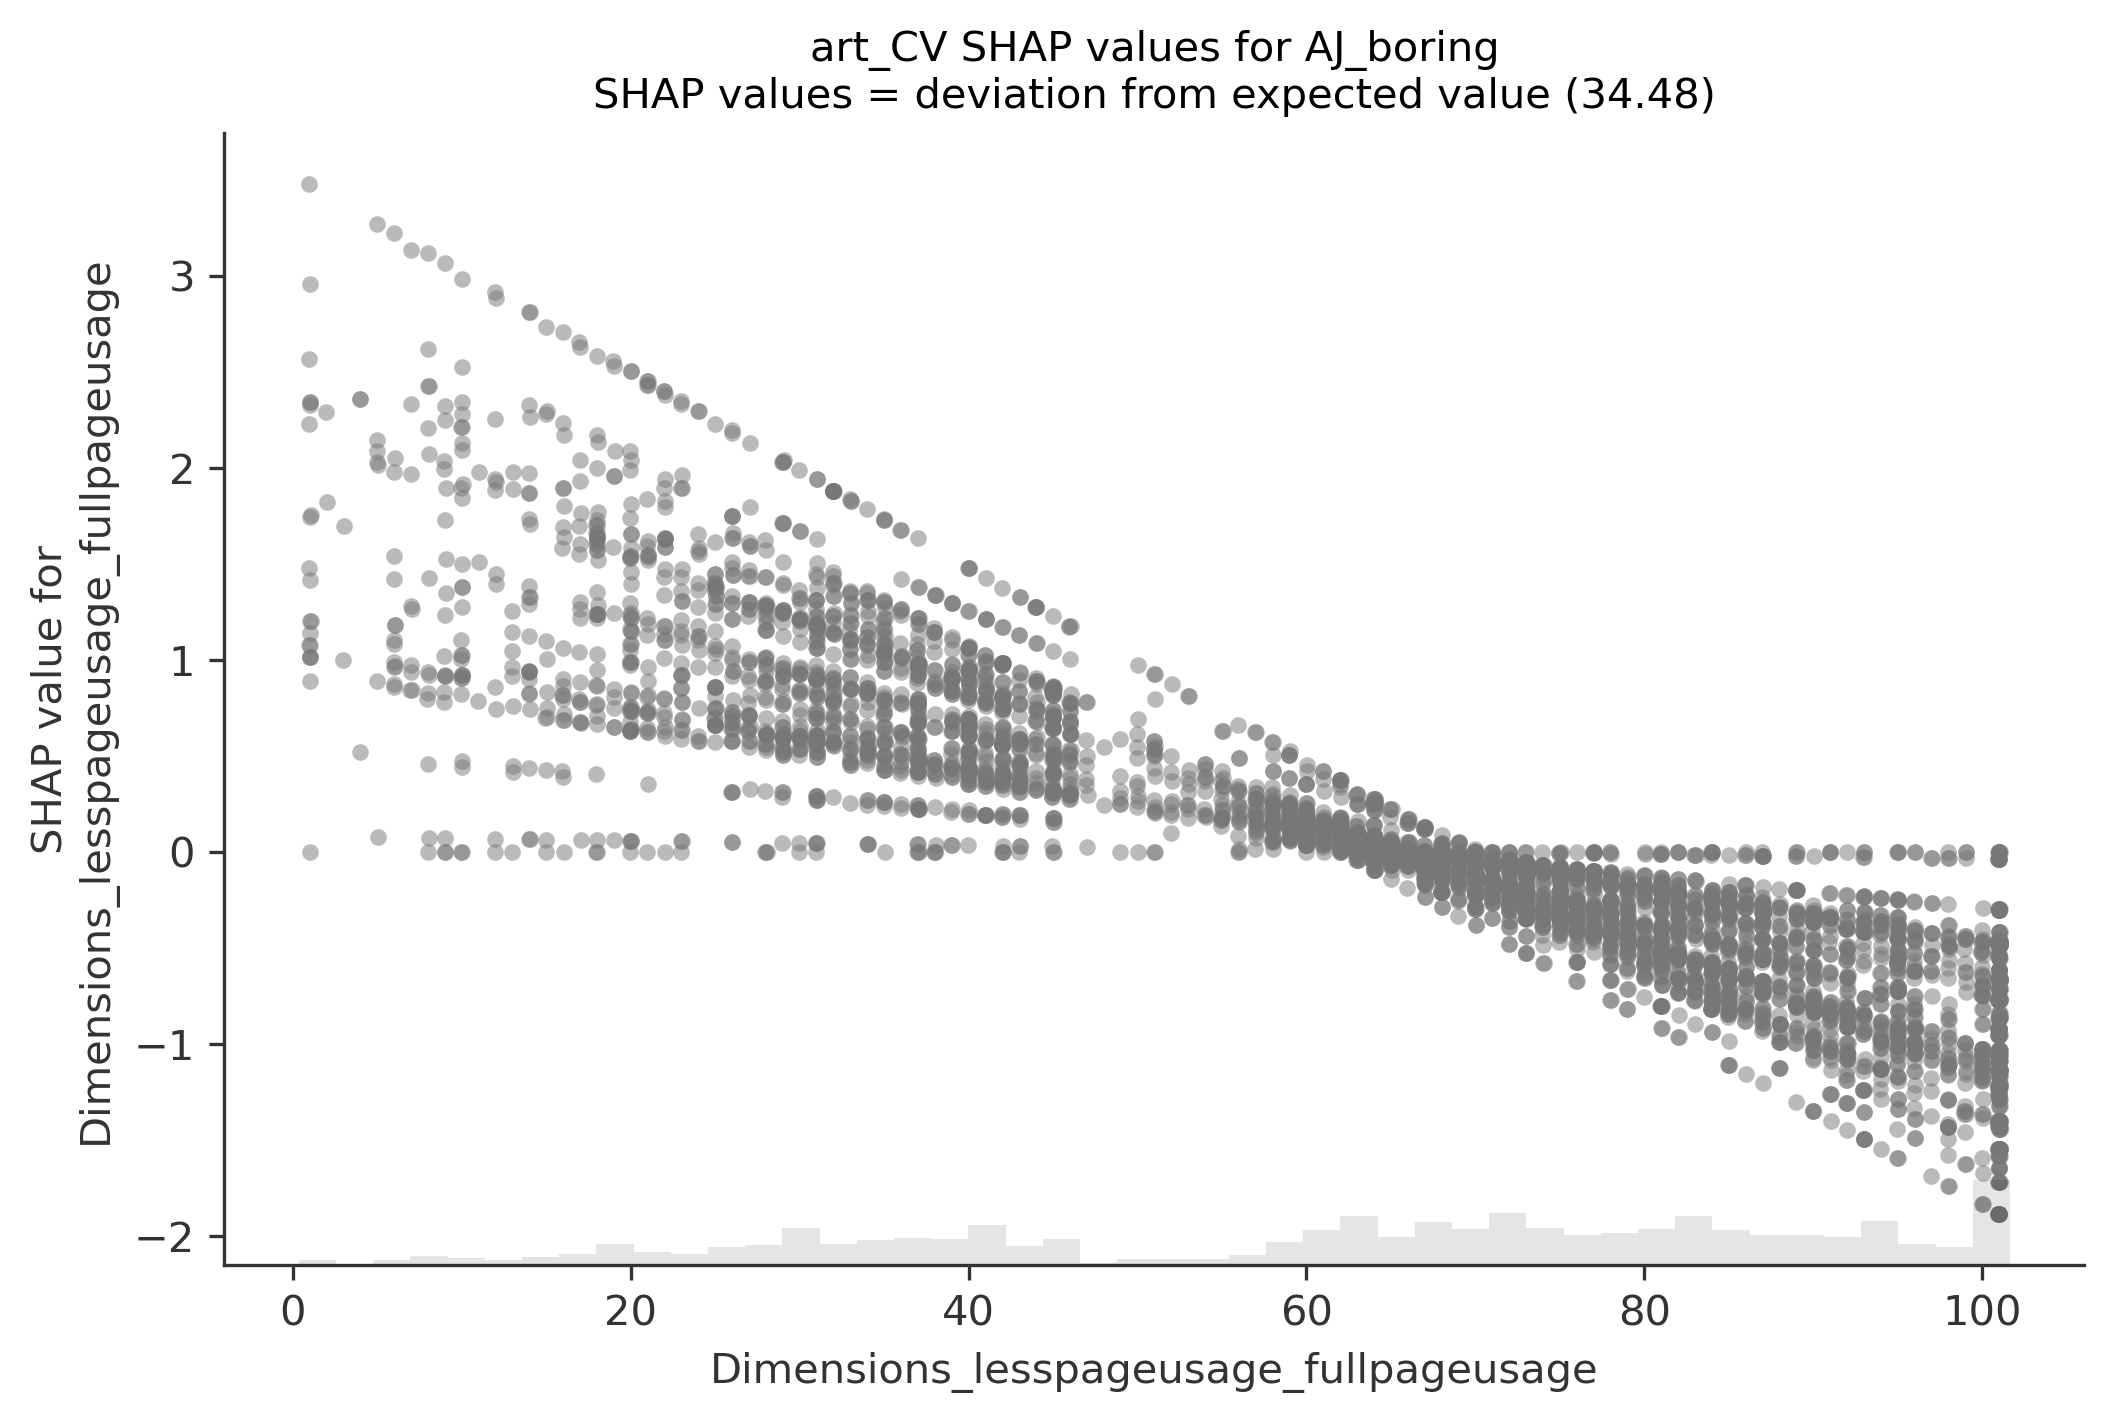 art_CV SHAP values for AJ_boring
SHAP values = deviation from expected value (34.48)
SHAP value for
Dimensions_lesspageusage_fullpageusage
3
2
1
0
−1
−2
0
20
40
60
80
100
Dimensions_lesspageusage_fullpageusage